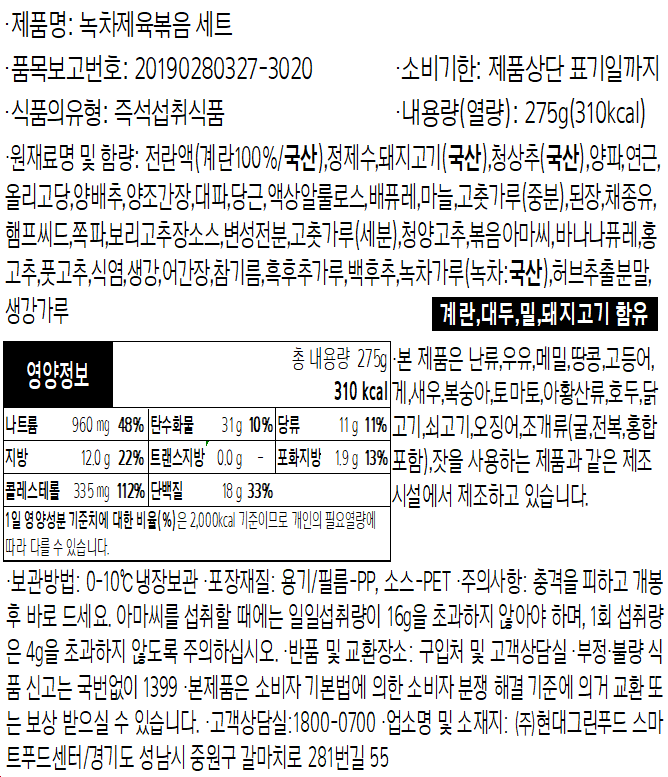 ·제품명: 녹차제육볶음 세트
·품목보고번호: 20190280327-3020 ·소비기한: 제품상단 표기일까지
·식품의유형: 즉석섭취식품 ·내용량(열량): 275g(310kcal)
·원재료명 및 함량: 전란액(계란100%/국산),정제수,돼지고기(국산),청상추(국산),양파,연근,
올리고당,양배추,양조간장,대파,당근,액상알룰로스,배퓨레,마늘,고춧가루(중분),된장,채종유,
햄프씨드,쪽파,보리고추장소스,변성전분,고춧가루(세분),청양고추,볶음아마씨,바나나퓨레,홍
고추,풋고추,식염,생강,어간장,참기름,흑후추가루,백후추,녹차가루(녹차:국산),허브추출분말,
생강가루
계란,대두,밀,돼지고기 함유
영양정보
총 내용량 275g
310 kcal
나트륨 960 mg 48% 탄수화물 31 g 10% 당류 11 g 11%
지방 12.0 g 22% 트랜스지방 0.0 g - 포화지방 1.9 g 13%
콜레스테롤 335 mg 112% 단백질 18 g 33%
1일 영양성분 기준치에 대한 비율(%)은 2,000kcal 기준이므로 개인의 필요열량에
따라 다를 수 있습니다.
·본 제품은 난류,우유,메밀,땅콩,고등어,
게,새우,복숭아,토마토,아황산류,호두,닭
고기,쇠고기,오징어,조개류(굴,전복,홍합
포함),잣을 사용하는 제품과 같은 제조
시설에서 제조하고 있습니다.
·보관방법: 0-10℃냉장보관 ·포장재질: 용기/필름-PP, 소스-PET ·주의사항: 충격을 피하고 개봉
후 바로 드세요. 아마씨를 섭취할 때에는 일일섭취량이 16g을 초과하지 않아야 하며, 1회 섭취량
은 4g을 초과하지 않도록 주의하십시오. ·반품 및 교환장소: 구입처 및 고객상담실 ·부정·불량 식
품 신고는 국번없이 1399 ·본제품은 소비자 기본법에 의한 소비자 분쟁 해결 기준에 의거 교환 또
는 보상 받으실 수 있습니다. ·고객상담실:1800-0700 ·업소명 및 소재지: (주)현대그린푸드 스마
트푸드센터/경기도 성남시 중원구 갈마치로 281번길 55